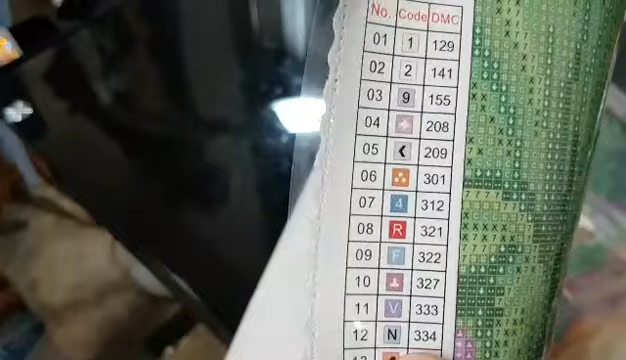 No. Code DMC
01 1 129
02 2 141
03 9 155
04 208
05 209
06 301
07 4 312
08 R 321
09 F 322
10 327
11 V 333
12 N 334